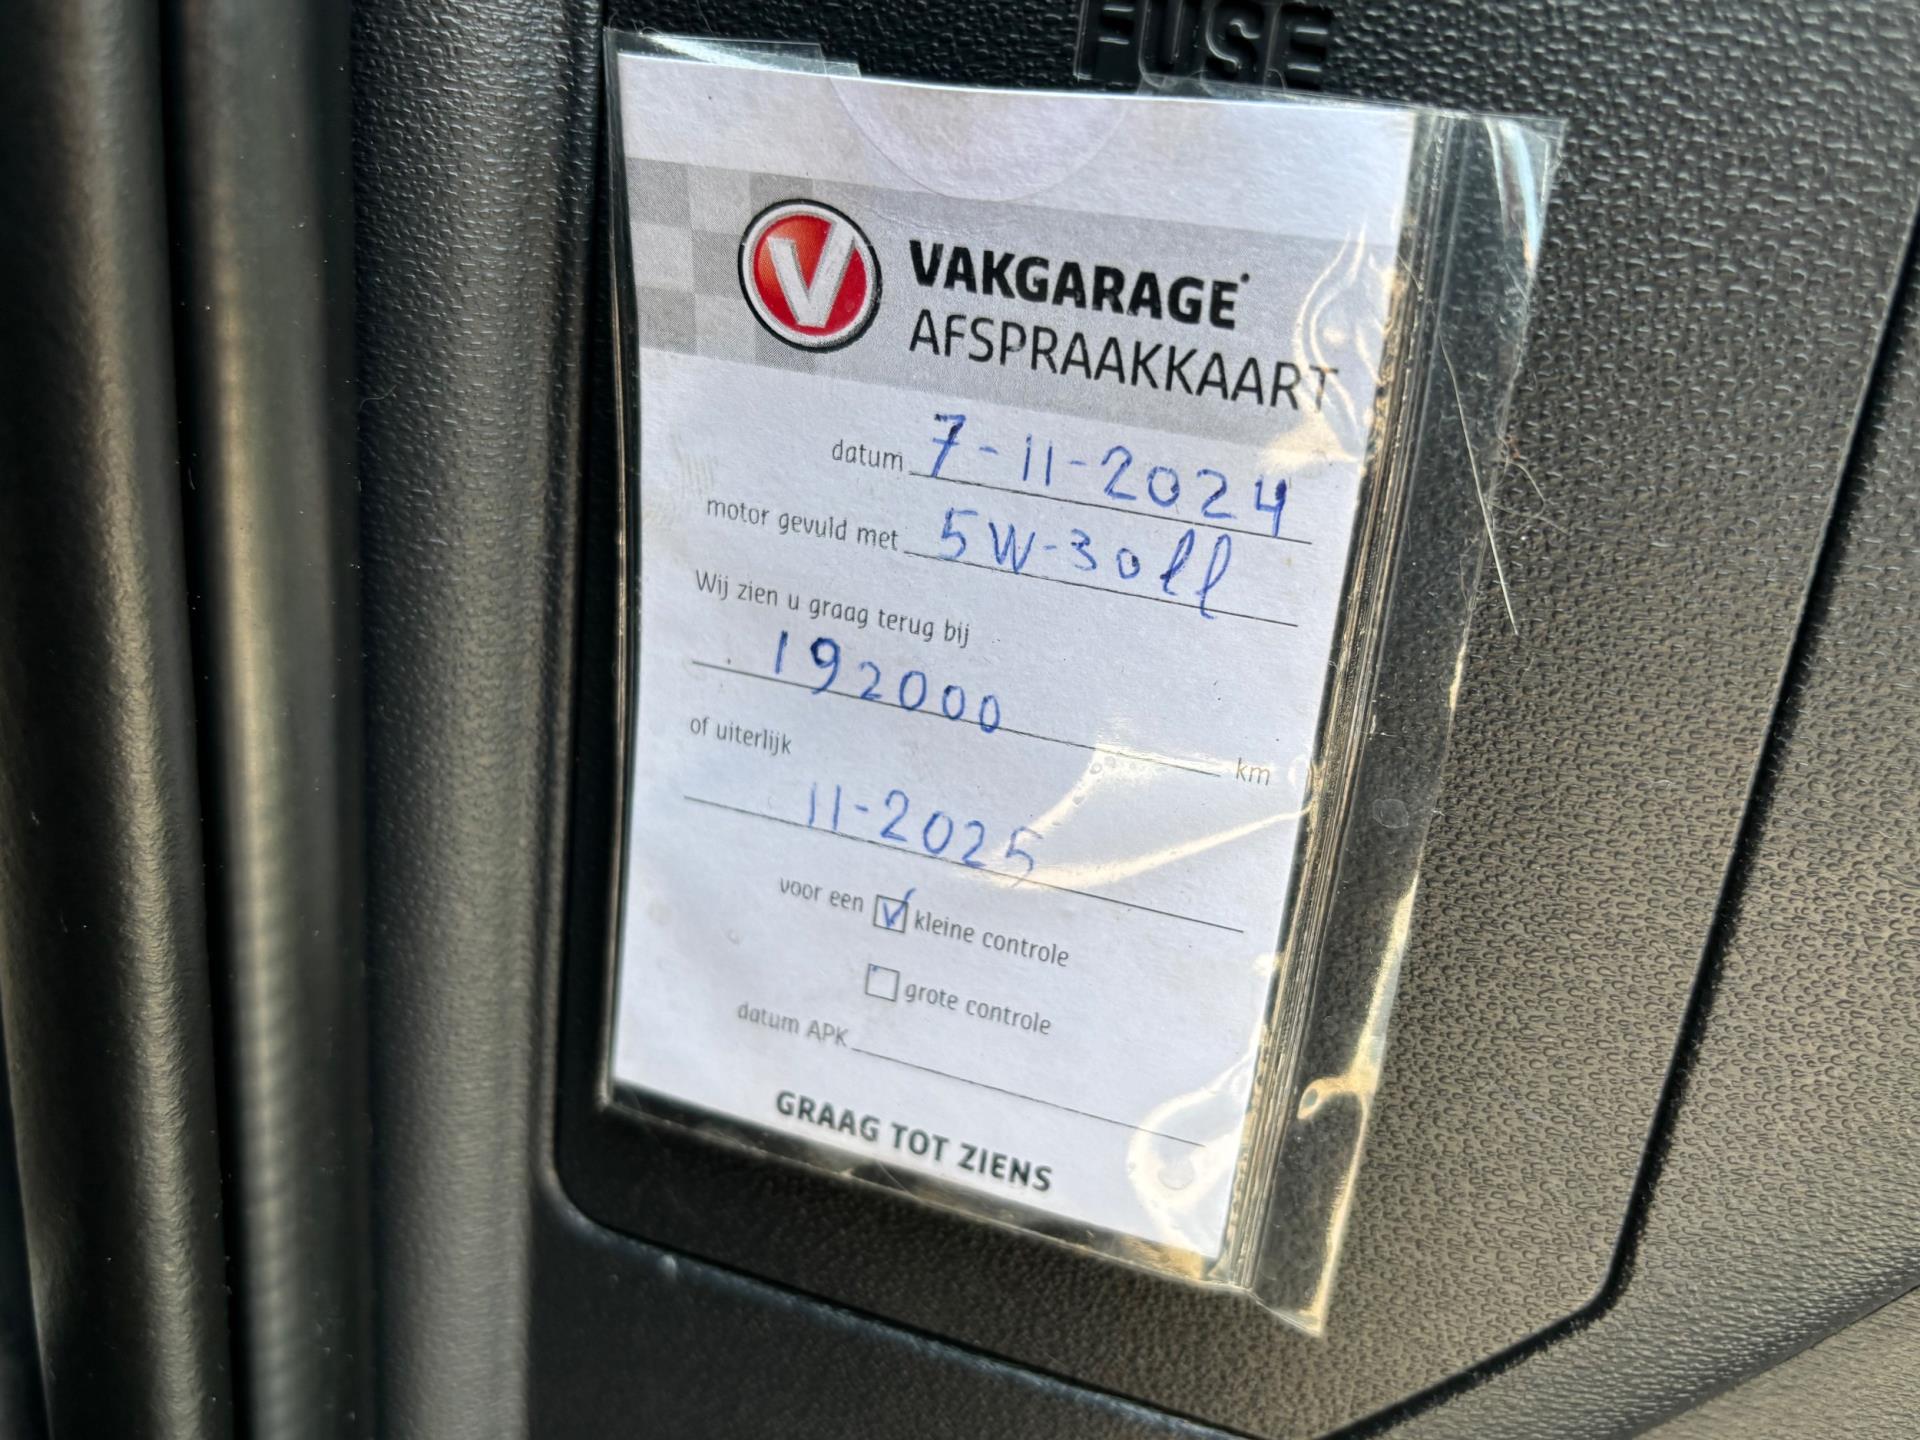 FUSE
V VAKGARAGE
AFSPRAAKKAART
datum 7-11-2024
motor gevuld met 5W-30ll
Wij zien u graag terug bij
192000 km
of uiterlijk
11-2025
voor een kleine controle
grote controle
datum APK
GRAAG TOT ZIENS